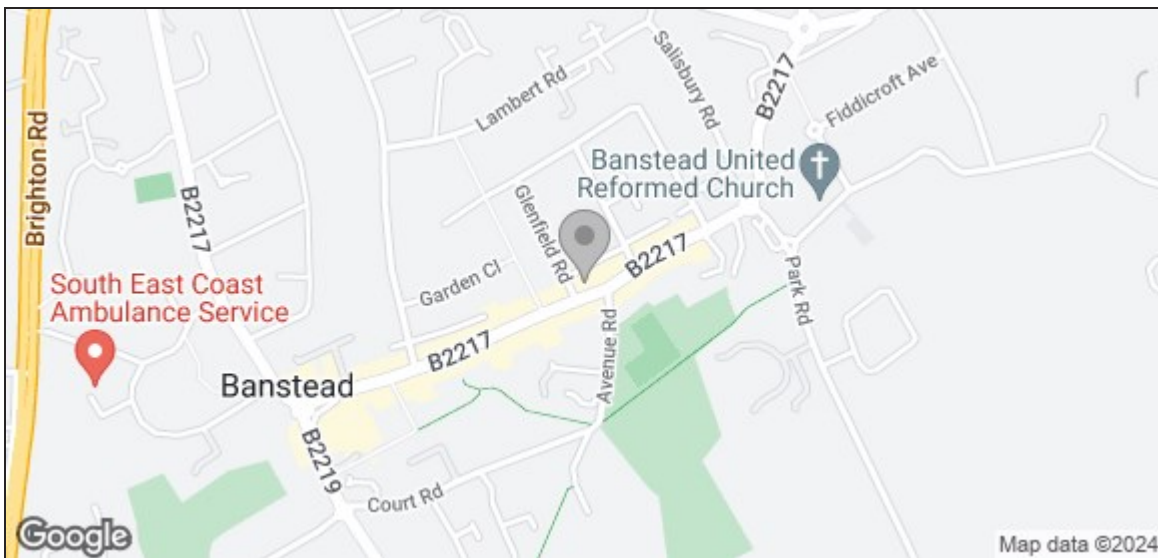 Brighton Rd
B2217
Lambert Rd
Salisbury Rd
B2217
Fiddicroft Ave
Banstead United
Reformed Church
Glenfield Rd
Garden Cl
B2217
South East Coast
Ambulance Service
B2217
Avenue Rd
Park Rd
Banstead
B2219
Court Rd
Google
Map data ©2024